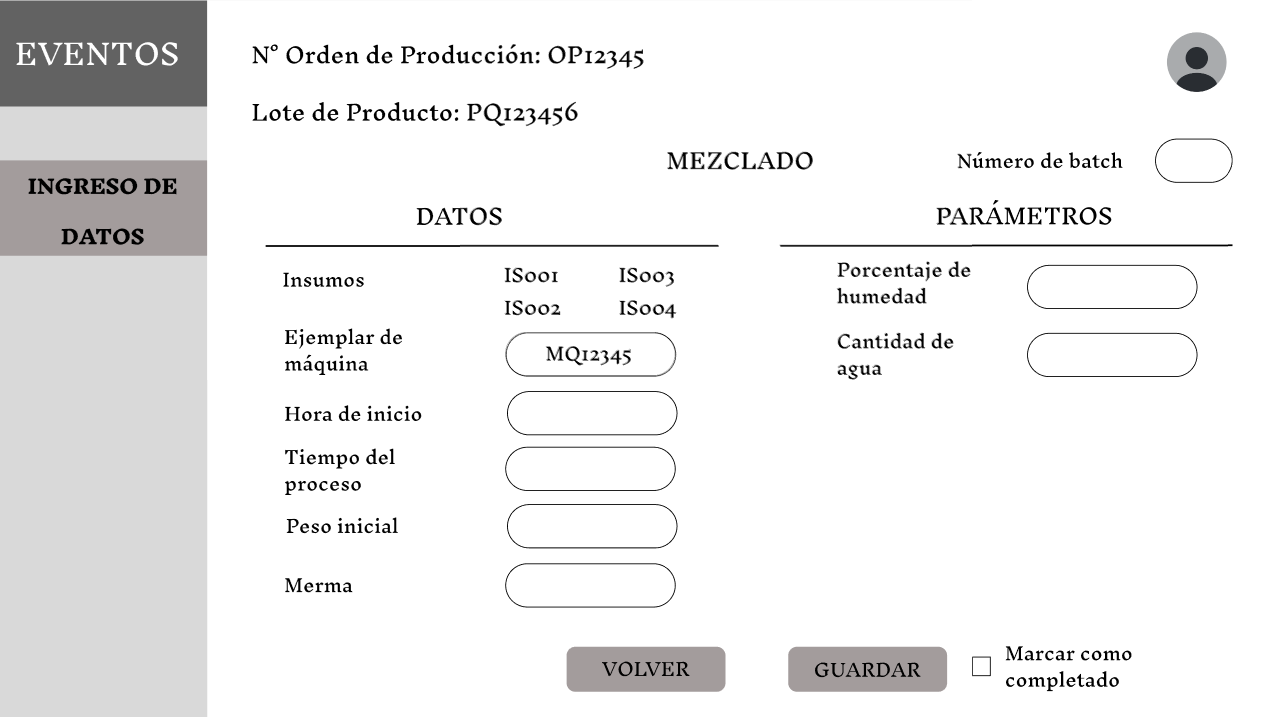 EVENTOS
INGRESO DE
DATOS
N° Orden de Producción: OP12345
Lote de Producto: PQ123456
MEZCLADO
Número de batch
DATOS
Insumos
IS001 IS003
IS002 IS004
Ejemplar de
máquina
MQ12345
Hora de inicio
Tiempo del
proceso
Peso inicial
Merma
PARÁMETROS
Porcentaje de
humedad
Cantidad de
agua
VOLVER
GUARDAR
Marcar como
completado